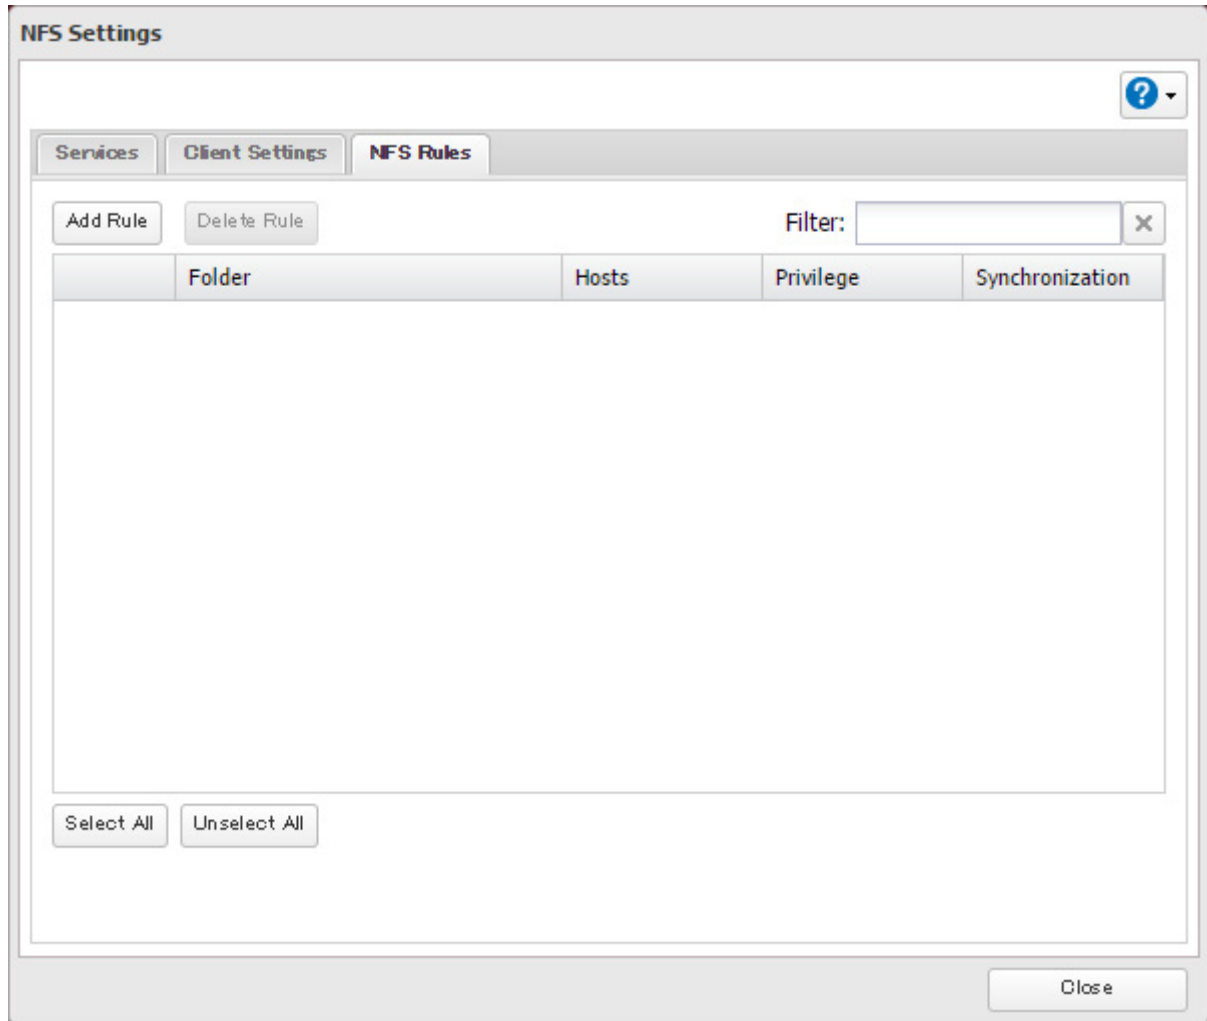 NFS Settings
Services Client Settings NFS Rules
Add Rule Delete Rule Filter:
Folder Hosts Privilege Synchronization
Select All Unselect All
Close